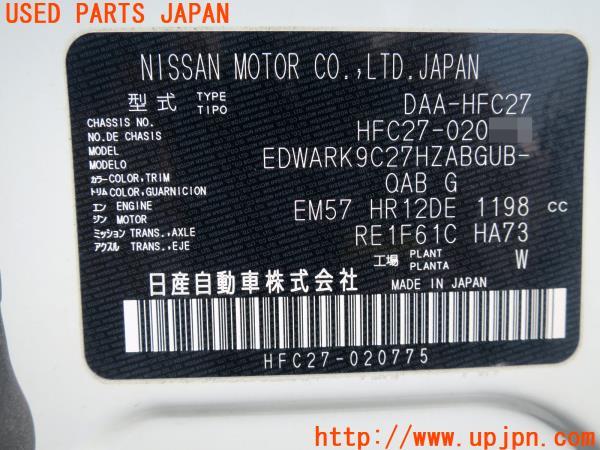 USED PARTS JAPAN
NISSAN MOTOR CO.,LTD.JAPAN
型式 TYPE TIPO DAA-HFC27
CHASSIS NO.
NO.DE CHASIS HFC27-020
MODEL
MODELO EDWARK9C27HZABGUB-
カラー COLOR,TRIM
トリム COLOR,GUARNICION QAB G
エン ENGINE
ジン MOTOR EM57 HR12DE 1198 cc
ミッション TRANS.,AXLE
アクスル TRANS.,EJE RE1F61C HA73
工場 PLANT PLANTA W
日産自動車株式会社 MADE IN JAPAN
HFC27-020775
Parts
UPJ
http://www.upjpn.com/